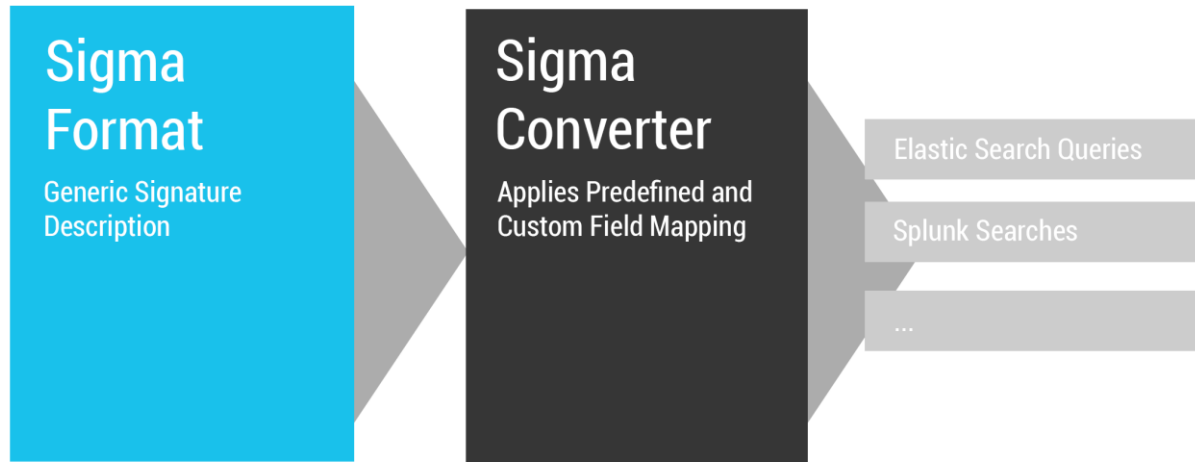 Sigma
Format
Generic Signature
Description
Sigma
Converter
Applies Predefined and
Custom Field Mapping
Elastic Search Queries
Splunk Searches
...